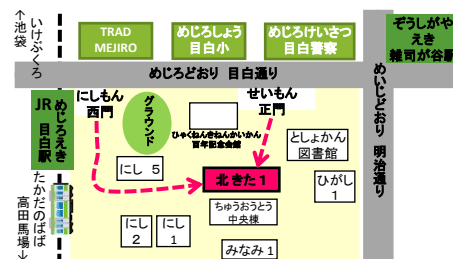 ↑池袋
いけぶくろ
TRAD
MEJIRO
めじろしょう
目白小
めじろけいさつ
目白警察
ぞうしがや
えき
雑司が谷駅
めじろどおり 目白通り
めいじどおり 明治通り
JR 目白駅
めじろえき
にしもん
西門
グラウンド
せいもん
正門
ひゃくねんきねんかいかん
百年記念会館
としょかん
図書館
にし 5
北 きた 1
ひがし
1
ちゅうおうとう
中央棟
にし
2
にし
1
みなみ 1
たかだのばば
高田馬場↓